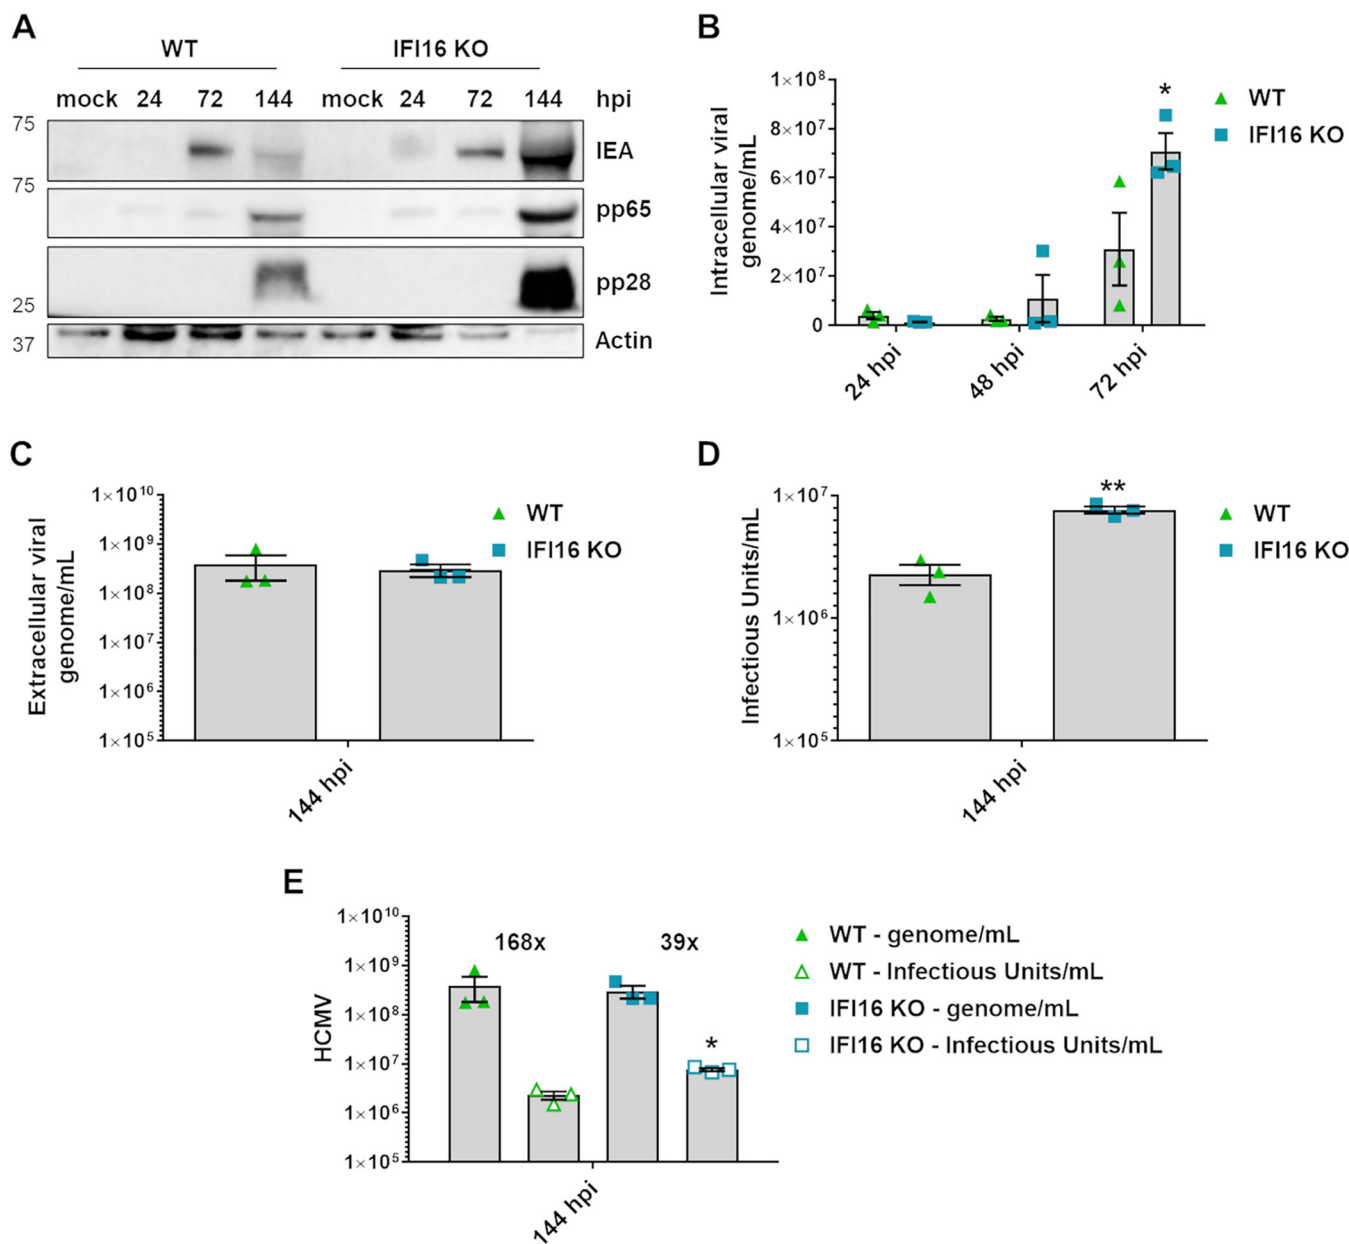 A
WT IFI16 KO
mock 24 72 144 mock 24 72 144 hpi
75
IEA
75
pp65
pp28
25
Actin
37
B
Intracellular viral
genome/mL
1×10⁸
8×10⁷
6×10⁷
4×10⁷
2×10⁷
0
*
24 hpi
48 hpi
72 hpi
WT
IFI16 KO
C
Extracellular viral
genome/mL
1×10¹⁰
1×10⁹
1×10⁸
1×10⁷
1×10⁶
1×10⁵
144 hpi
WT
IFI16 KO
D
Infectious Units/mL
1×10⁷
1×10⁶
1×10⁵
**
144 hpi
WT
IFI16 KO
E
HCMV
1×10¹⁰
1×10⁹
1×10⁸
1×10⁷
1×10⁶
1×10⁵
168x 39x
*
144 hpi
WT - genome/mL
WT - Infectious Units/mL
IFI16 KO - genome/mL
IFI16 KO - Infectious Units/mL